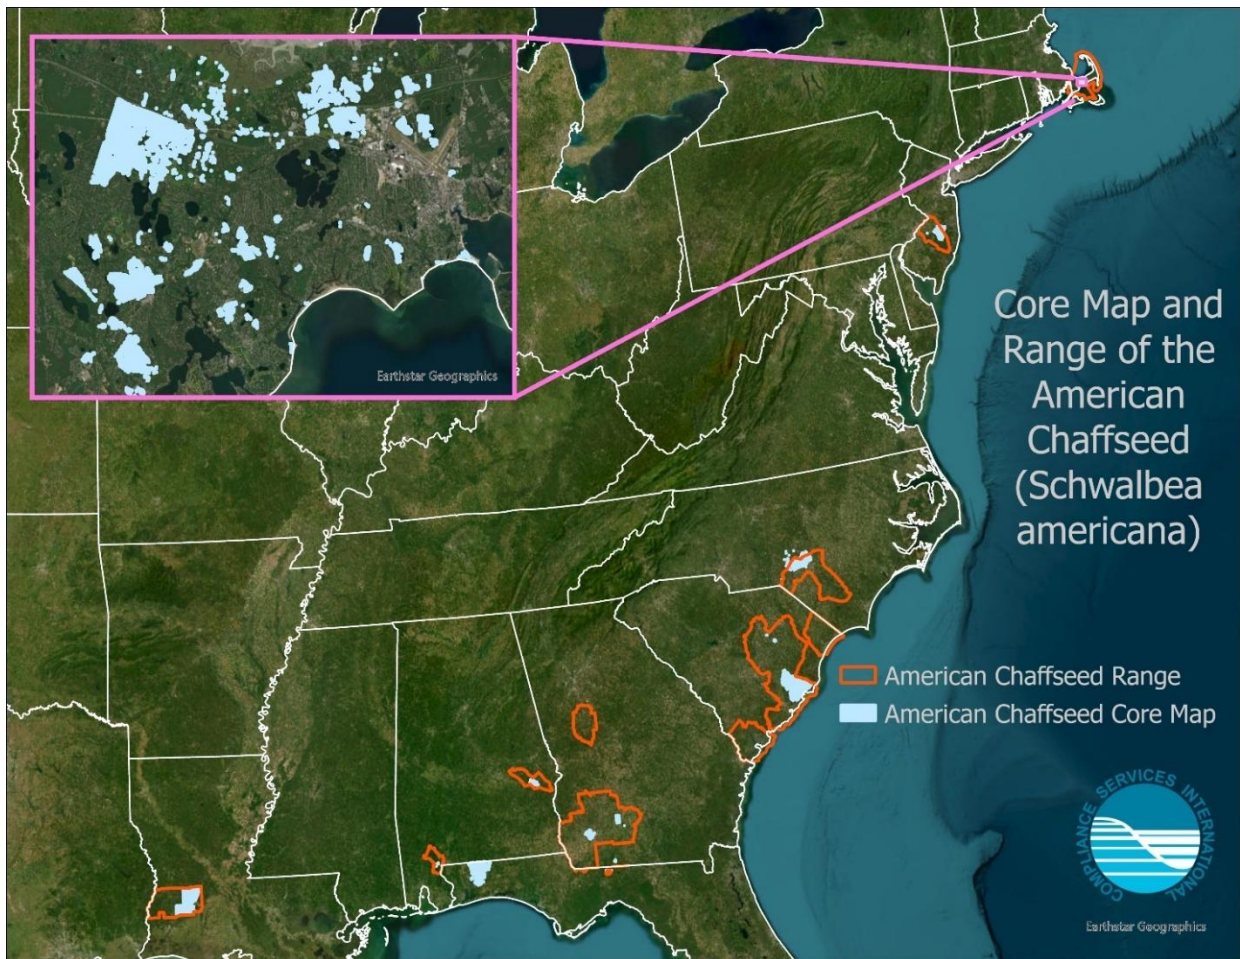 Earthstar Geographics
Core Map and
Range of the
American
Chaffseed
(Schwalbea
americana)
American Chaffseed Range
American Chaffseed Core Map
COMPLIANCE SERVICES INTERNATIONAL
Earthstar Geographics